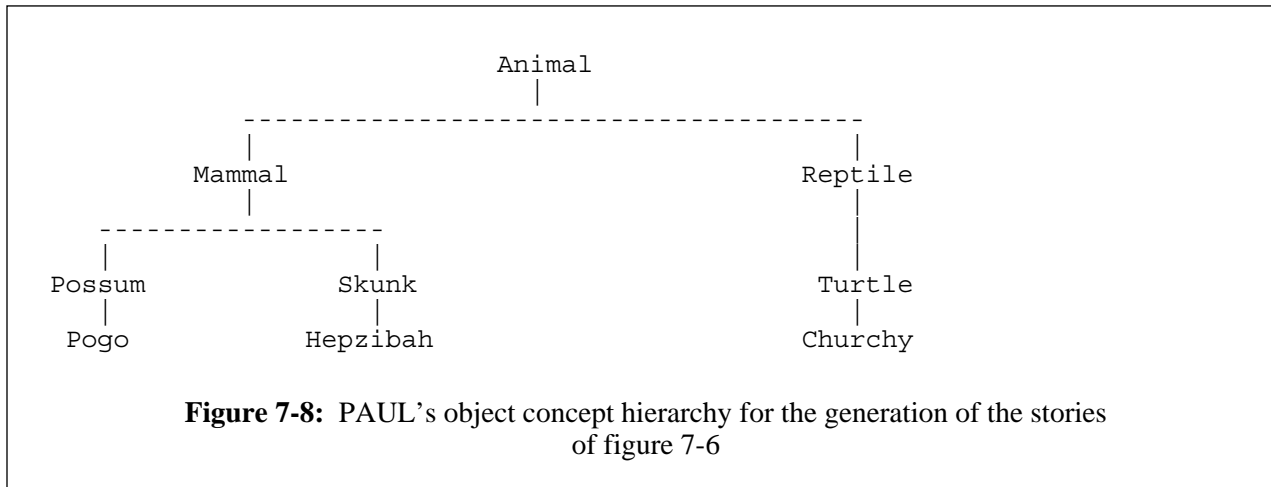 Animal
Mammal Reptile
Possum Skunk Turtle
Pogo Hepzibah Churchy
Figure 7-8: PAUL’s object concept hierarchy for the generation of the stories
of figure 7-6